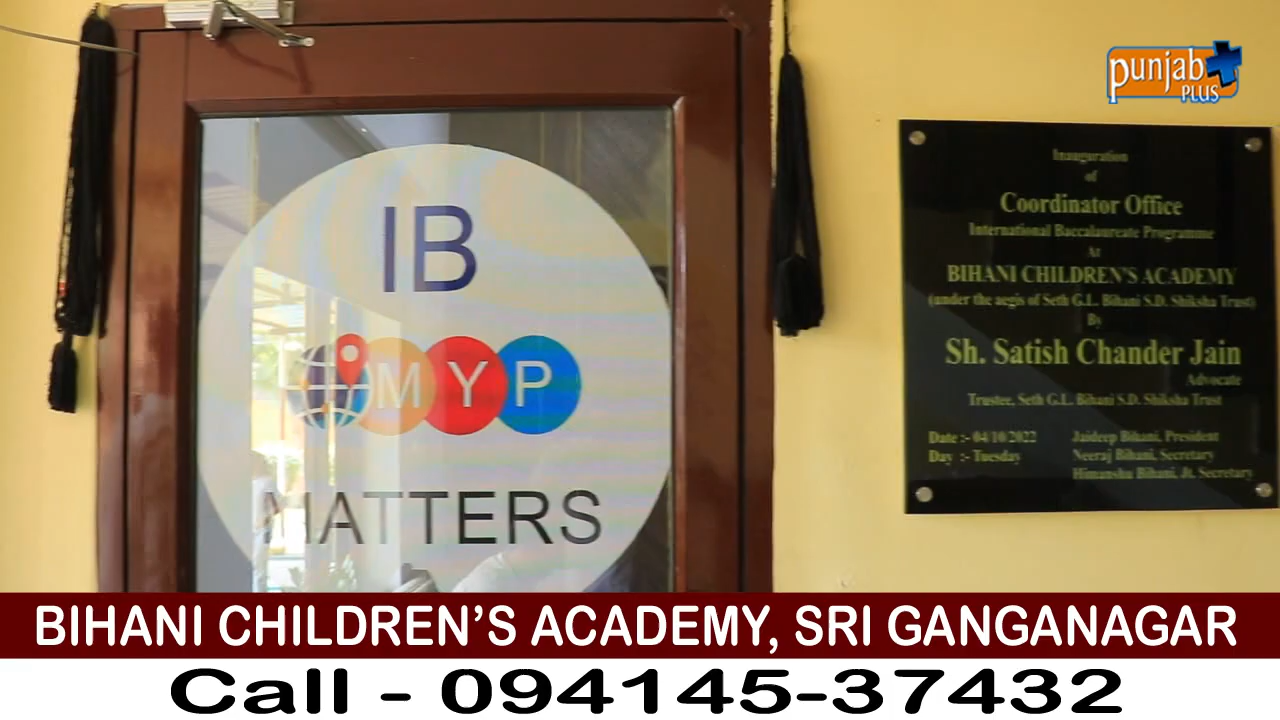 punjab
PLUS
IB
MYP
MATTERS
Inauguration
of
Coordinator Office
International Baccalaureate Programme
At
BIHANI CHILDREN'S ACADEMY
(under the aegis of Seth G.L. Bihani S.D. Shiksha Trust)
By
Sh. Satish Chander Jain
Advocate
Trustee, Seth G.L. Bihani S.D. Shiksha Trust
Date :- 04/10/2022
Day :- Tuesday
Jaideep Bihani, President
Neeraj Bihani, Secretary
Himanshu Bihani, Jt. Secretary
BIHANI CHILDREN’S ACADEMY, SRI GANGANAGAR
Call - 094145-37432